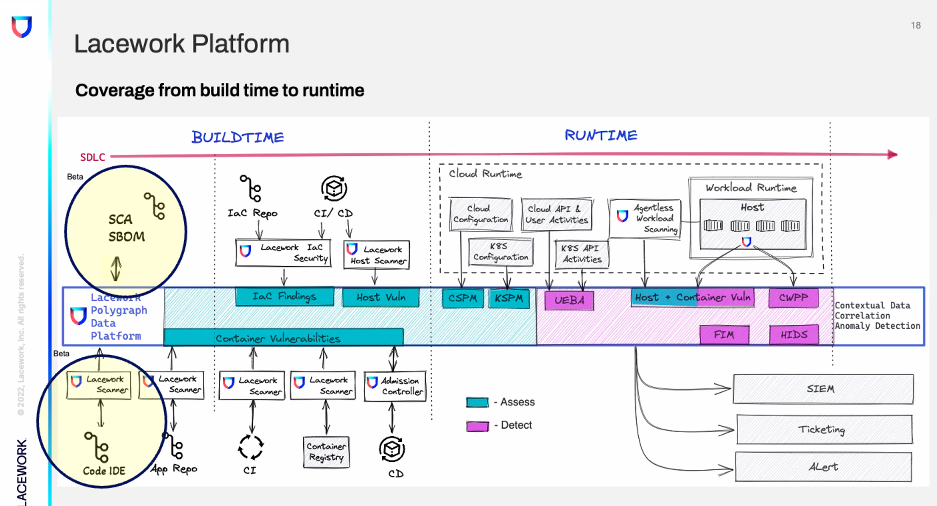 18
Lacework Platform
Coverage from build time to runtime
BUILDTIME
RUNTIME
SDLC
Beta
SCA
SBOM
IaC Repo
CI/ CD
Lacework IaC
Security
Lacework
Host Scanner
Cloud Runtime
Cloud
Configuration
K8S
Configuration
Cloud API &
User Activities
K8S API
Activities
Agentless
Workload
Scanning
Workload Runtime
Host
Lacework
Polygraph
Data
Platform
IaC Findings
Host Vuln
CSPM
KSPM
UEBA
Host + Container Vuln
CWPP
Container Vulnerabilities
FIM
HIDS
Contextual Data
Correlation
Anomaly Detection
Beta
Lacework
Scanner
Lacework
Scanner
Lacework
Scanner
Lacework
Scanner
Admission
Controller
Code IDE
App Repo
CI
Container
Registry
CD
- Assess
- Detect
SIEM
Ticketing
ALert
© 2022, Lacework, Inc. All rights reserved.
LACEWORK